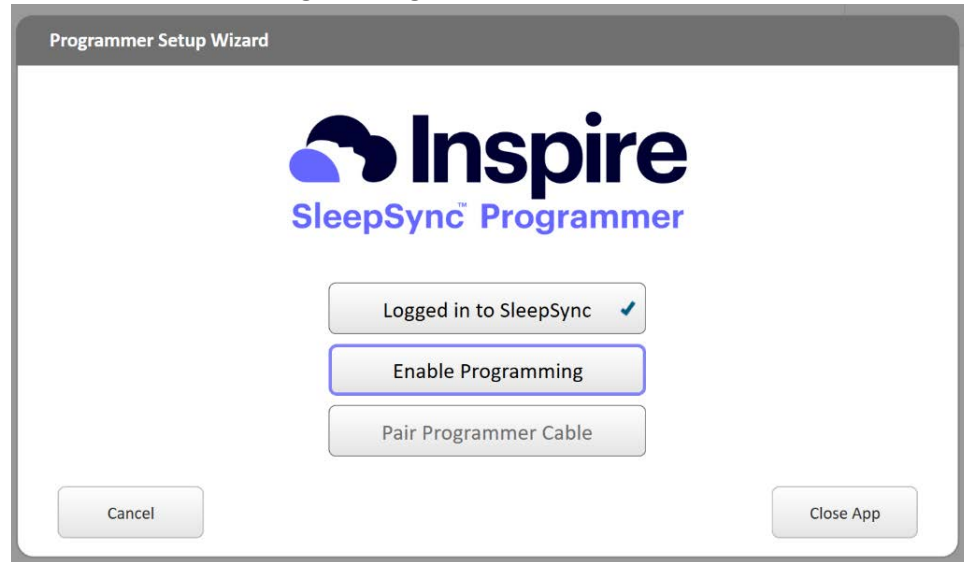 Programmer Setup Wizard
Inspire
SleepSync™ Programmer
Logged in to SleepSync
Enable Programming
Pair Programmer Cable
Cancel
Close App